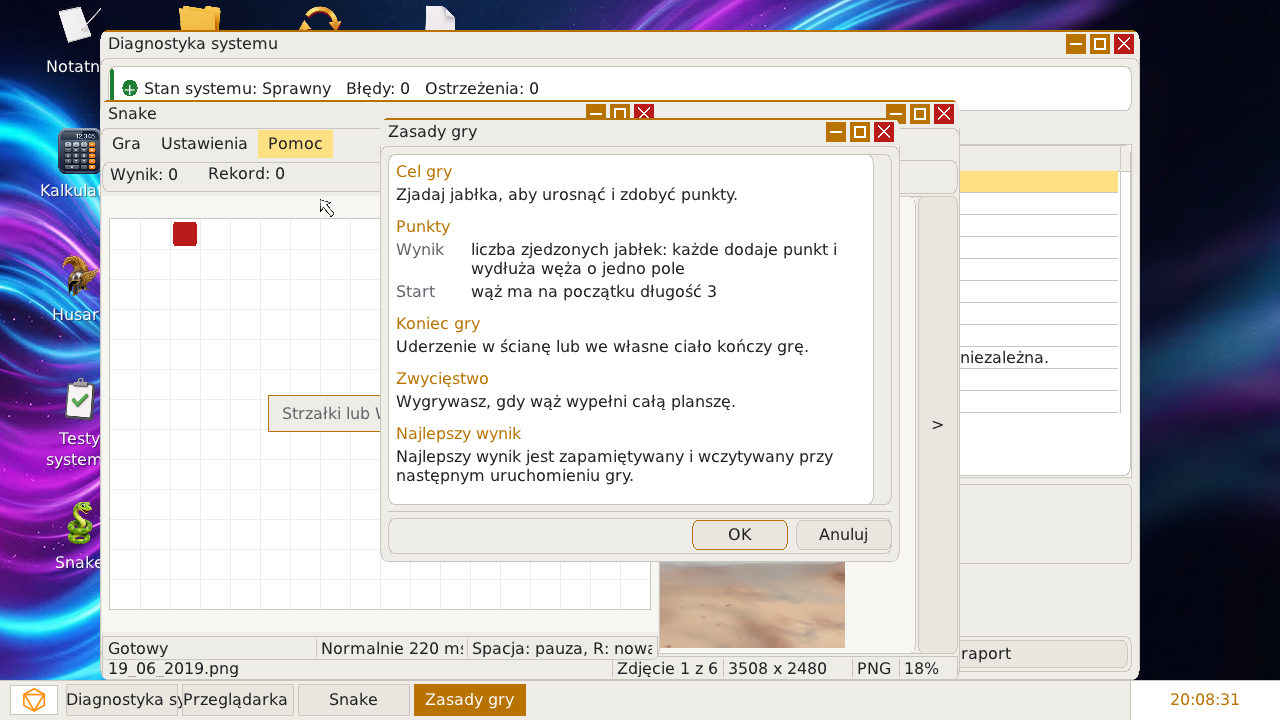 Notatn
Diagnostyka systemu
Stan systemu: Sprawny Błędy: 0 Ostrzeżenia: 0
Snake
Gra Ustawienia Pomoc
Wynik: 0 Rekord: 0
Zasady gry
Cel gry
Zjadaj jabłka, aby urosnąć i zdobyć punkty.
Punkty
Wynik liczba zjedzonych jabłek: każde dodaje punkt i
wydłuża węża o jedno pole
Start wąż ma na początku długość 3
Koniec gry
Uderzenie w ścianę lub we własne ciało kończy grę.
Zwycięstwo
Wygrywasz, gdy wąż wypełni całą planszę.
Najlepszy wynik
Najlepszy wynik jest zapamiętywany i wczytywany przy
następnym uruchomieniu gry.
OK Anuluj
12,345
Kalkula
Husar
Testy
system
Snake
Strzałki lub W
niezależna.
>
raport
Gotowy Normalnie 220 ms Spacja: pauza, R: nowa
19_06_2019.png Zdjęcie 1 z 6 3508 x 2480 PNG 18%
Diagnostyka sy Przeglądarka Snake Zasady gry 20:08:31